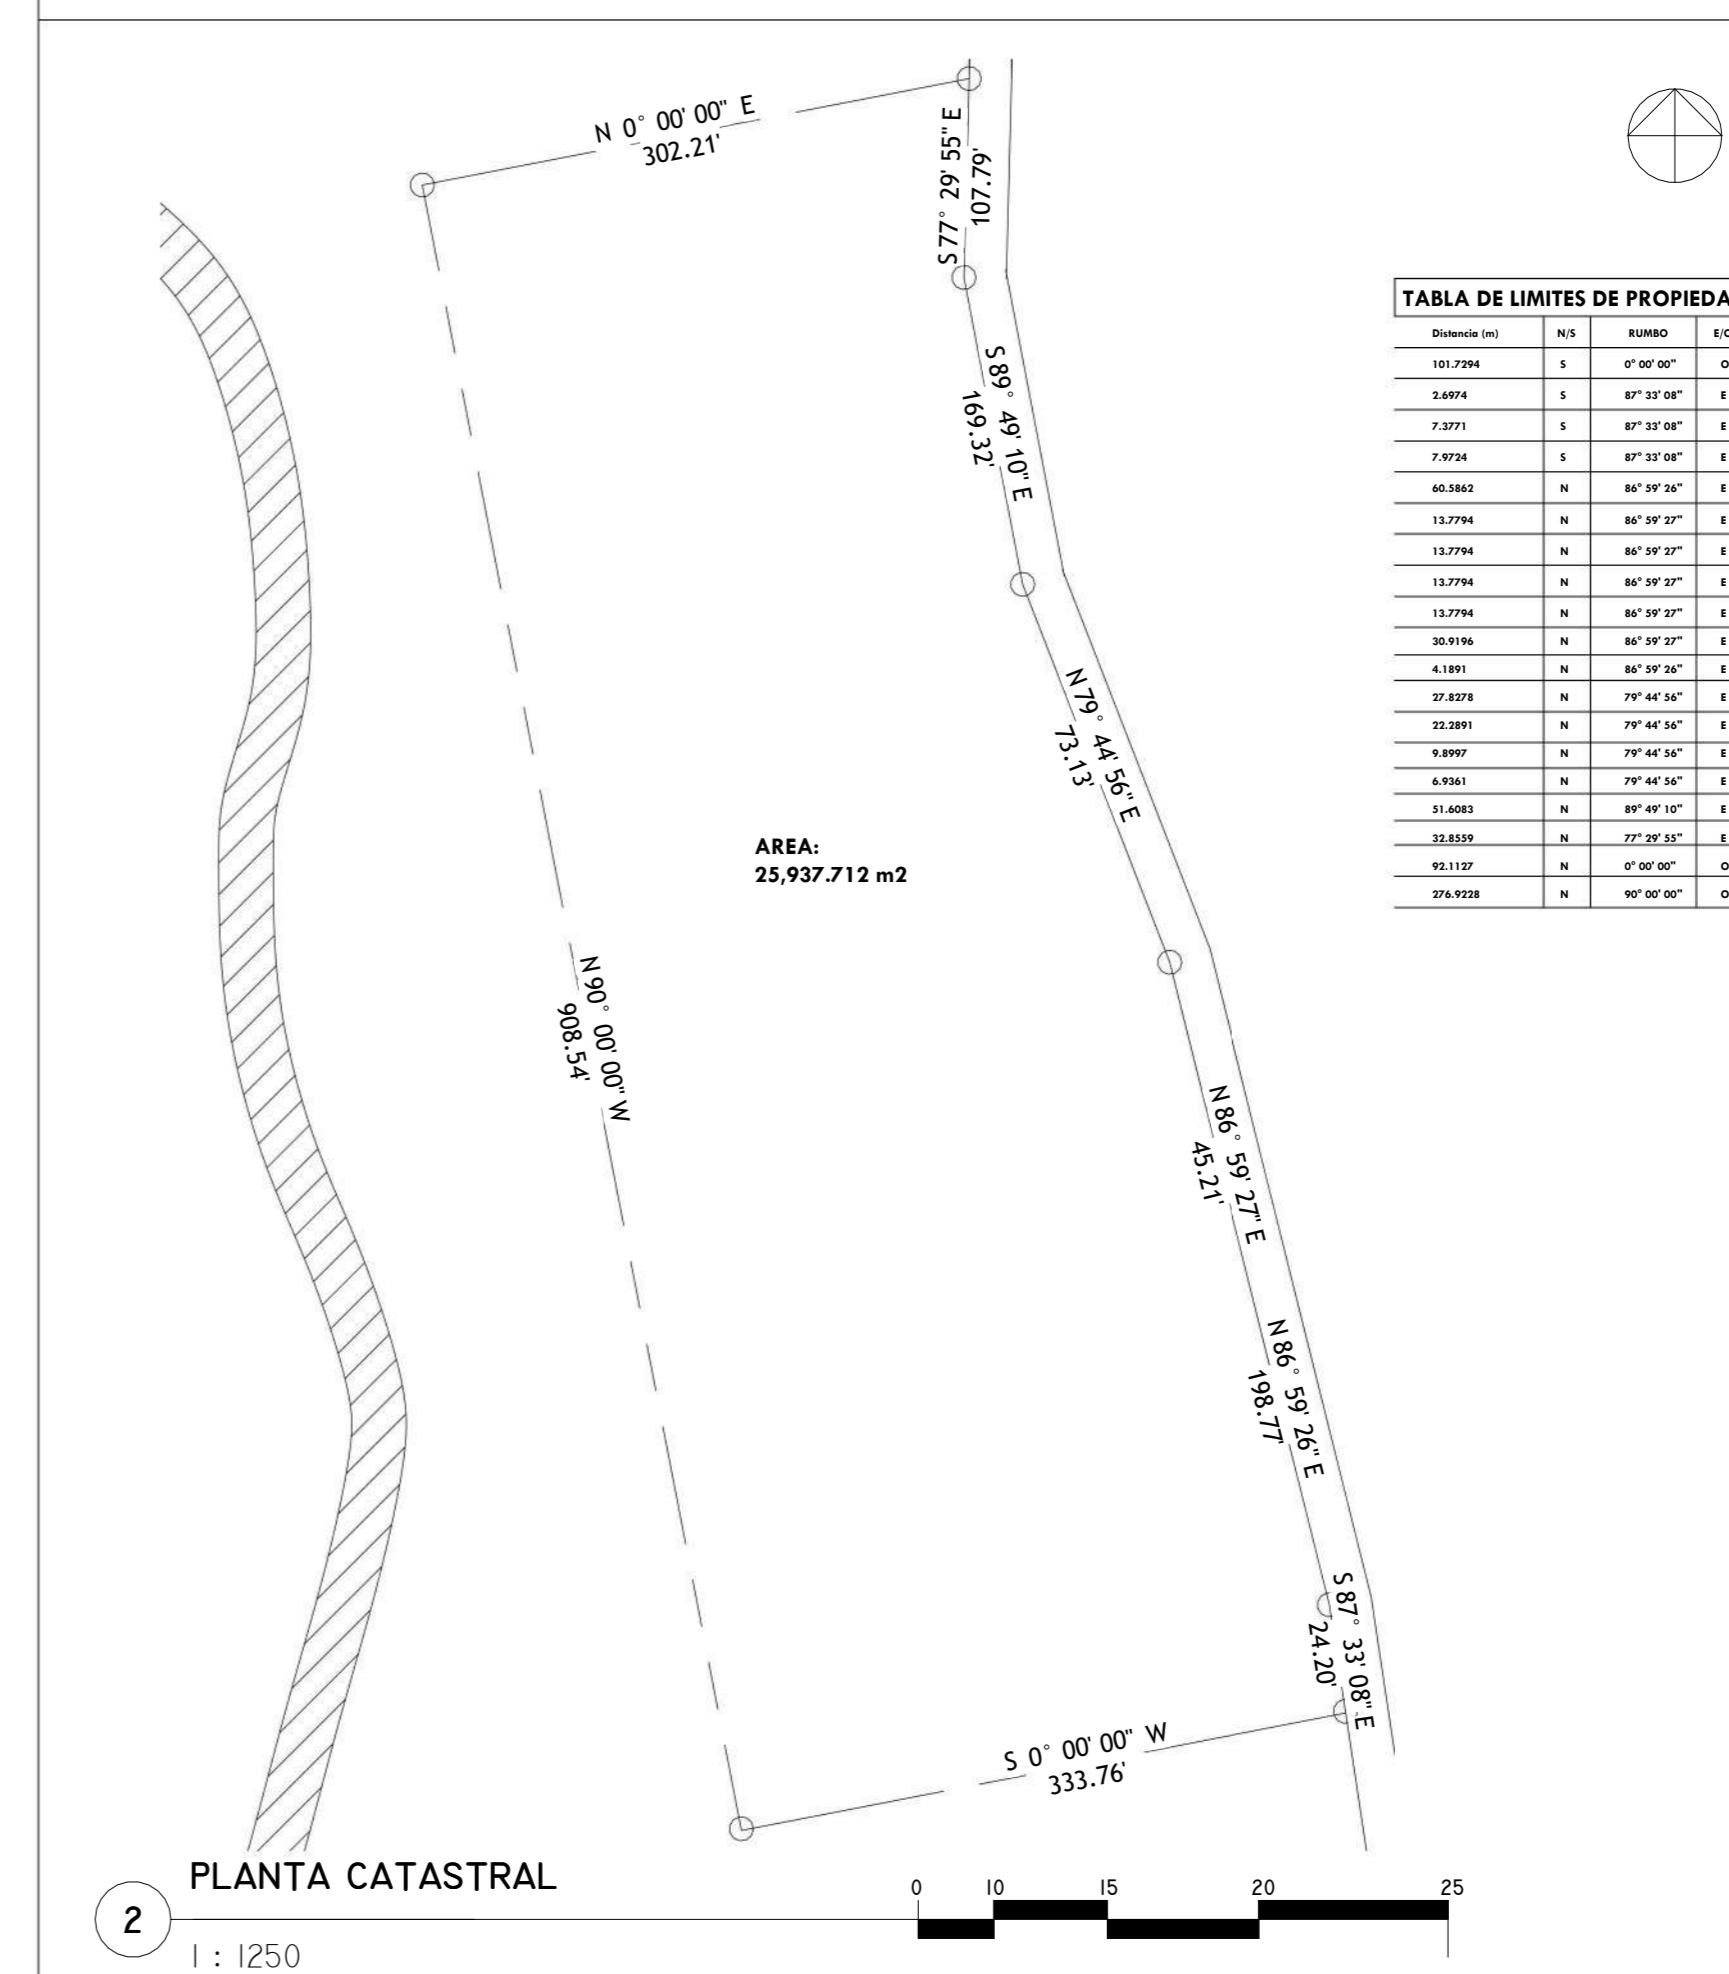 N 0° 00' 00" E
302.21'
S 77° 29' 55" E
107.79'
S 89° 49' 10" E
169.32'
N 79° 44' 56" E
73.13'
AREA:
25,937.712 m2
N 90° 00' 00" W
908.54'
N 86° 59' 27" E
45.21'
N 86° 59' 26" E
198.77'
S 87° 33' 08" E
24.20'
S 0° 00' 00" W
333.76'
TABLA DE LIMITES DE PROPIEDA
Distancia (m) N/S RUMBO E/O
101.7294 S 0° 00' 00" O
2.6974 S 87° 33' 08" E
7.3771 S 87° 33' 08" E
7.9724 S 87° 33' 08" E
60.5862 N 86° 59' 26" E
13.7794 N 86° 59' 27" E
13.7794 N 86° 59' 27" E
13.7794 N 86° 59' 27" E
13.7794 N 86° 59' 27" E
30.9196 N 86° 59' 27" E
4.1891 N 86° 59' 26" E
27.8278 N 79° 44' 56" E
22.2891 N 79° 44' 56" E
9.8997 N 79° 44' 56" E
6.9361 N 79° 44' 56" E
51.6083 N 89° 49' 10" E
32.8559 N 77° 29' 55" E
92.1127 N 0° 00' 00" O
276.9228 N 90° 00' 00" O
PLANTA CATASTRAL
2
1 : 1250
0 10 15 20 25